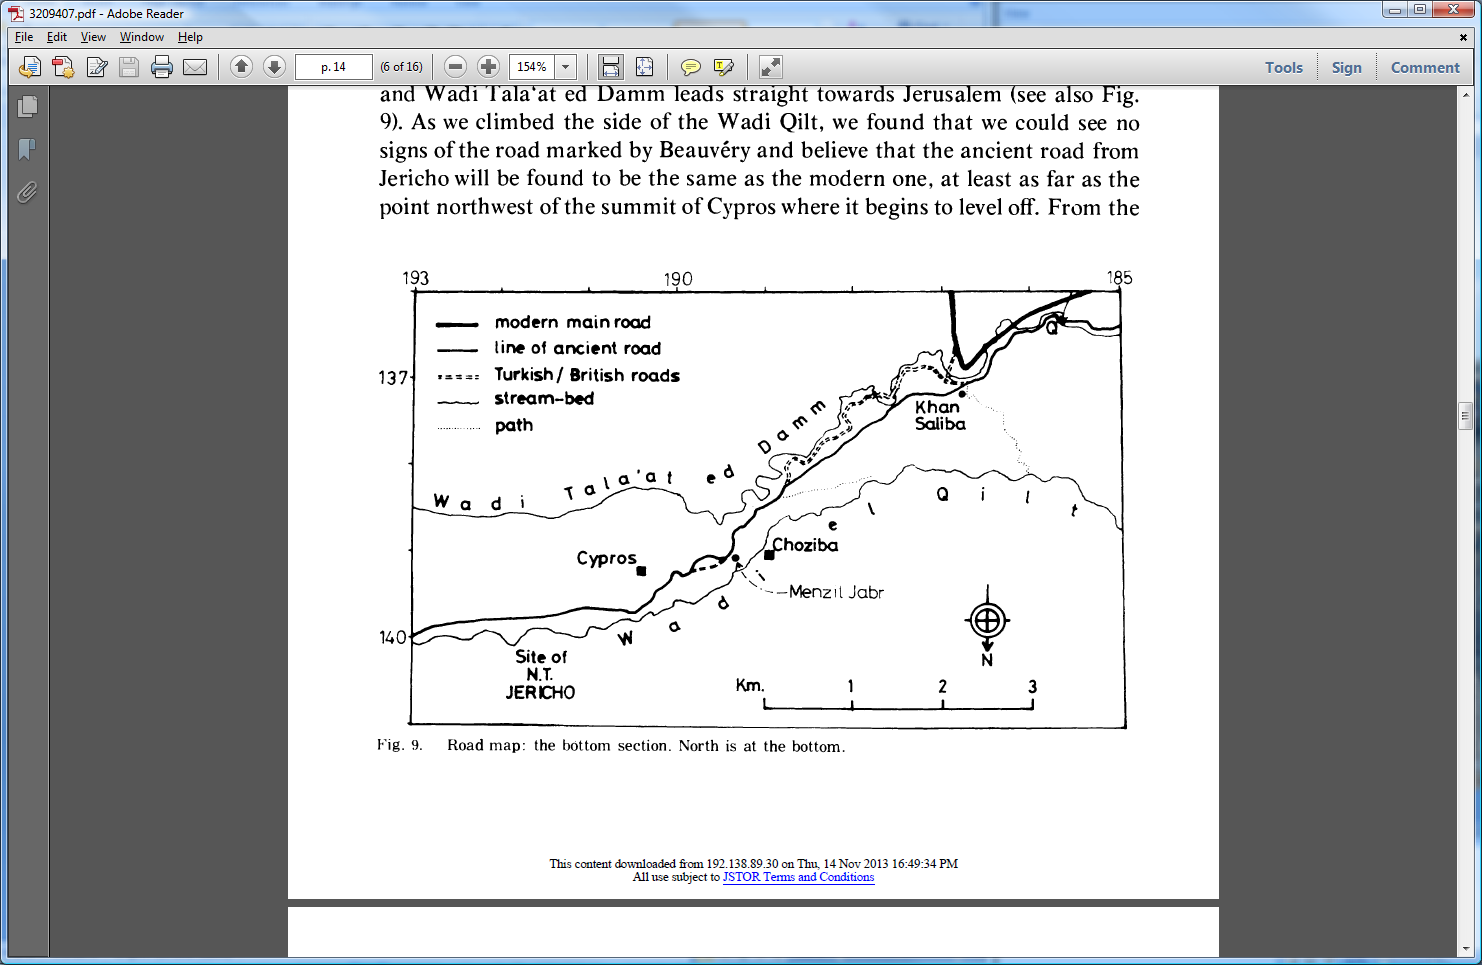 3209407.pdf - Adobe Reader
File Edit View Window Help
p. 14 (6 of 16) 154% Tools Sign Comment
and Wadi Tala‘at ed Damm leads straight towards Jerusalem (see also Fig.
9). As we climbed the side of the Wadi Qilt, we found that we could see no
signs of the road marked by Beauvéry and believe that the ancient road from
Jericho will be found to be the same as the modern one, at least as far as the
point northwest of the summit of Cypros where it begins to level off. From the
193 190 185
modern main road
line of ancient road
137
Turkish / British roads
stream-bed
path
Q
Khan
Saliba
Wadi Tala'at ed Damm
Wadi el Qilt
Choziba
Cypros
Menzil Jabr
140
Site of
N.T.
JERICHO
N
Km. 1 2 3
Fig. 9. Road map: the bottom section. North is at the bottom.
This content downloaded from 192.138.89.30 on Thu, 14 Nov 2013 16:49:34 PM
All use subject to JSTOR Terms and Conditions